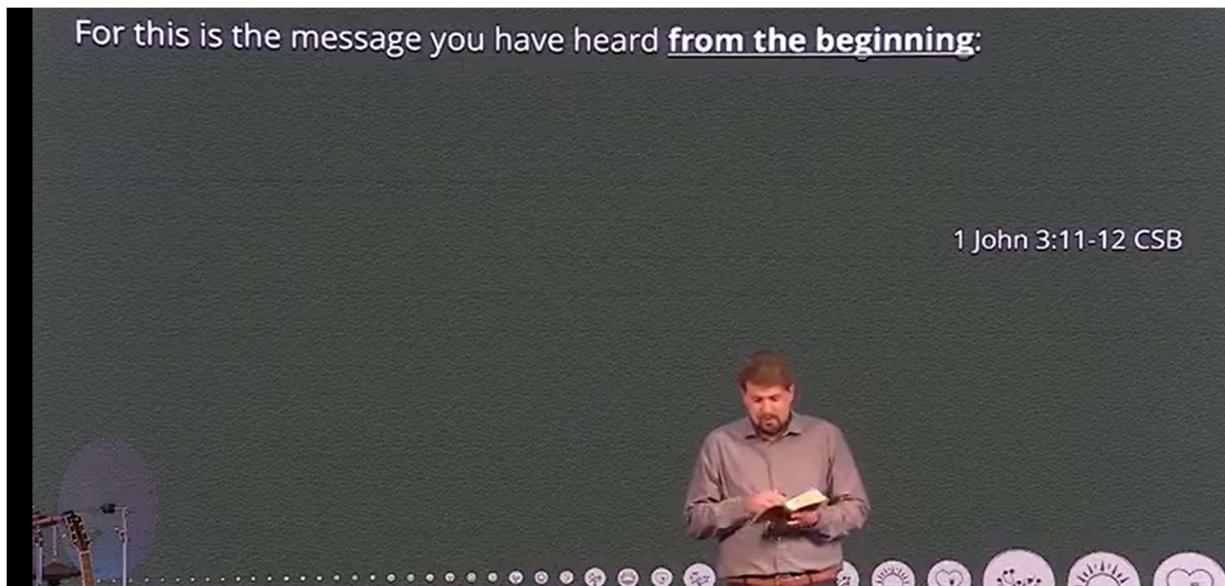 For this is the message you have heard from the beginning:
1 John 3:11-12 CSB